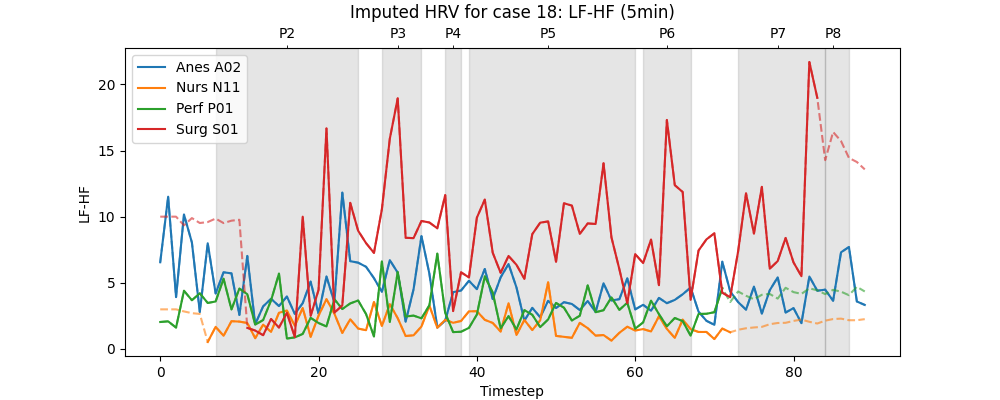 Imputed HRV for case 18: LF-HF (5min)
P2 P3 P4 P5 P6 P7 P8
Anes A02
Nurs N11
Perf P01
Surg S01
20
15
10
5
0
LF-HF
0 20 40 60 80
Timestep